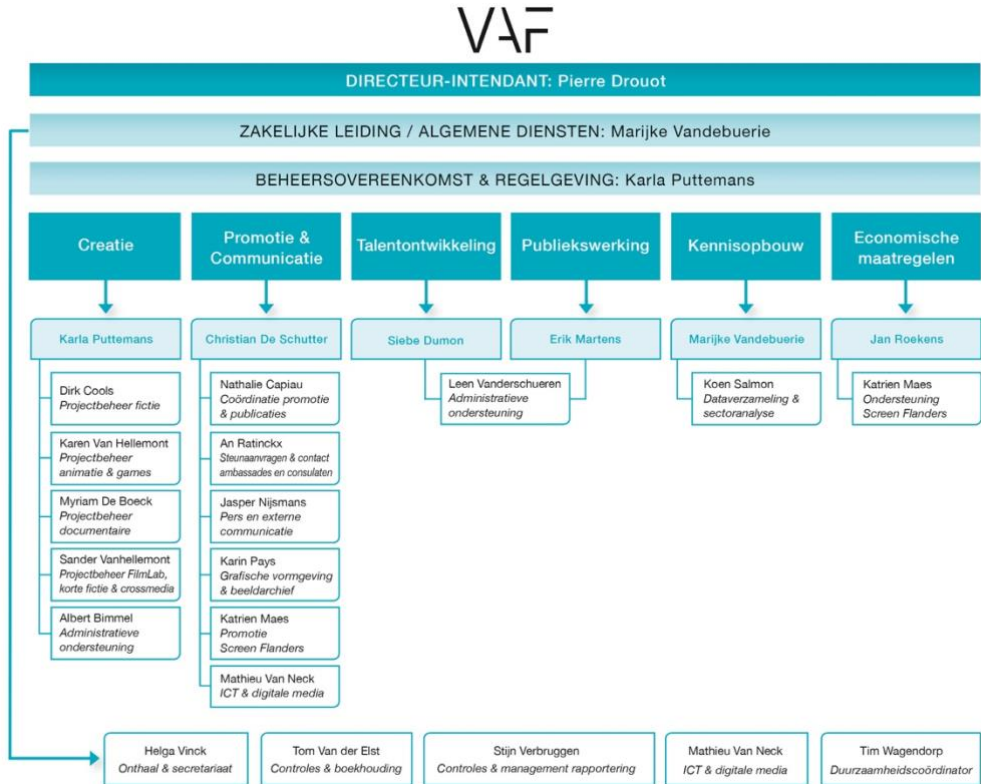 VAF
DIRECTEUR-INTENDANT: Pierre Drouot
ZAKELIJKE LEIDING / ALGEMENE DIENSTEN: Marijke Vandebuerie
BEHEERSOVEREENKOMST & REGELGEVING: Karla Puttemans
Creatie
Promotie &
Communicatie
Talentontwikkeling
Publiekswerking
Kennisopbouw
Economische
maatregelen
Karla Puttemans
Christian De Schutter
Siebe Dumon
Erik Martens
Marijke Vandebuerie
Jan Roekens
Dirk Cools
Projectbeheer fictie
Karen Van Hellemont
Projectbeheer
animatie & games
Myriam De Boeck
Projectbeheer
documentaire
Sander Vanhellemont
Projectbeheer FilmLab,
korte fictie & crossmedia
Albert Bimmel
Administratieve
ondersteuning
Nathalie Capiau
Coördinatie promotie
& publicaties
An Ratinckx
Steunaanvragen & contact
ambassades en consulaten
Jasper Nijsmans
Pers en externe
communicatie
Karin Pays
Grafische vormgeving
& beeldarchief
Katrien Maes
Promotie
Screen Flanders
Mathieu Van Neck
ICT & digitale media
Leen Vanderschueren
Administratieve
ondersteuning
Koen Salmon
Dataverzameling &
sectoranalyse
Katrien Maes
Ondersteuning
Screen Flanders
Helga Vinck
Onthaal & secretariaat
Tom Van der Elst
Controles & boekhouding
Stijn Verbruggen
Controles & management rapportering
Mathieu Van Neck
ICT & digitale media
Tim Wagendorp
Duurzaamheidscoördinator